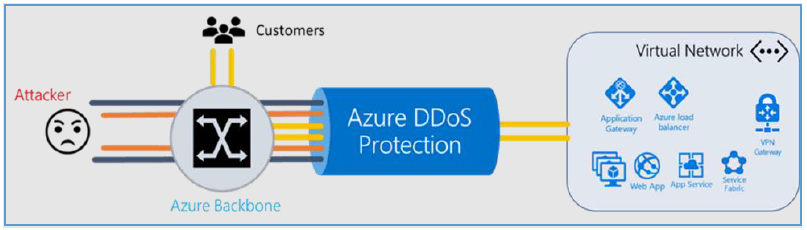 Customers
Attacker
Azure Backbone
Azure DDoS
Protection
Virtual Network
Application
Gateway
Azure load
balancer
VPN
Gateway
Web App
App Service
Service
Fabric